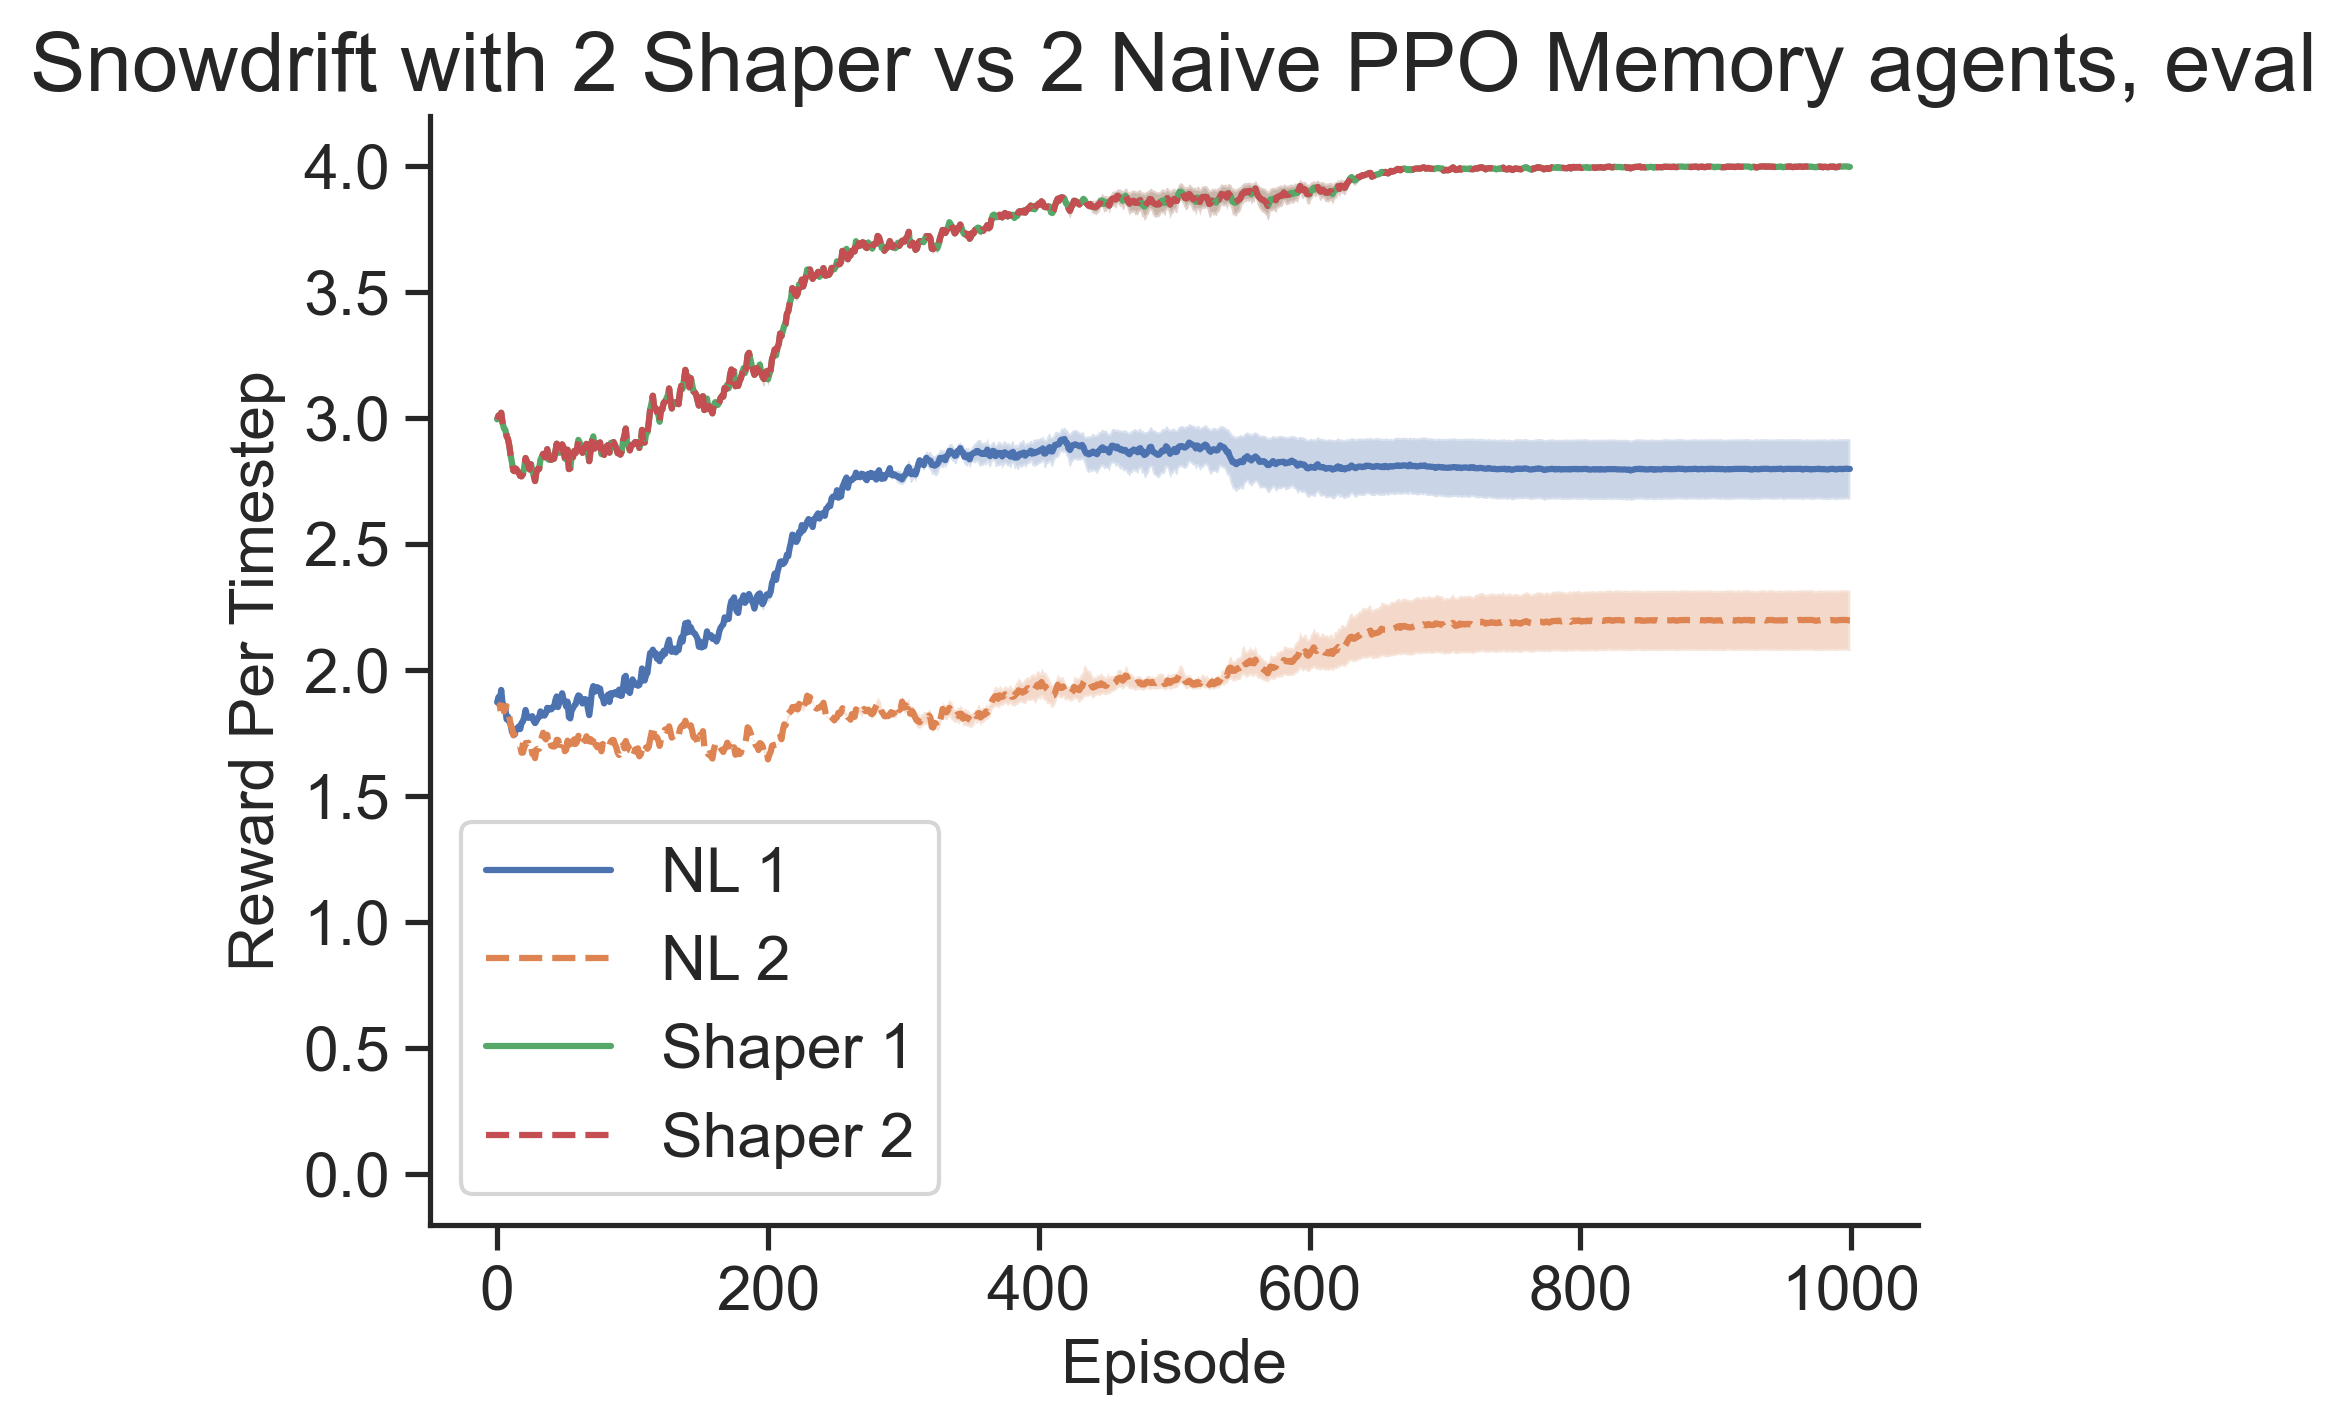 Snowdrift with 2 Shaper vs 2 Naive PPO Memory agents, eval
Reward Per Timestep
4.0
3.5
3.0
2.5
2.0
1.5
1.0
0.5
0.0
NL 1
NL 2
Shaper 1
Shaper 2
0 200 400 600 800 1000
Episode